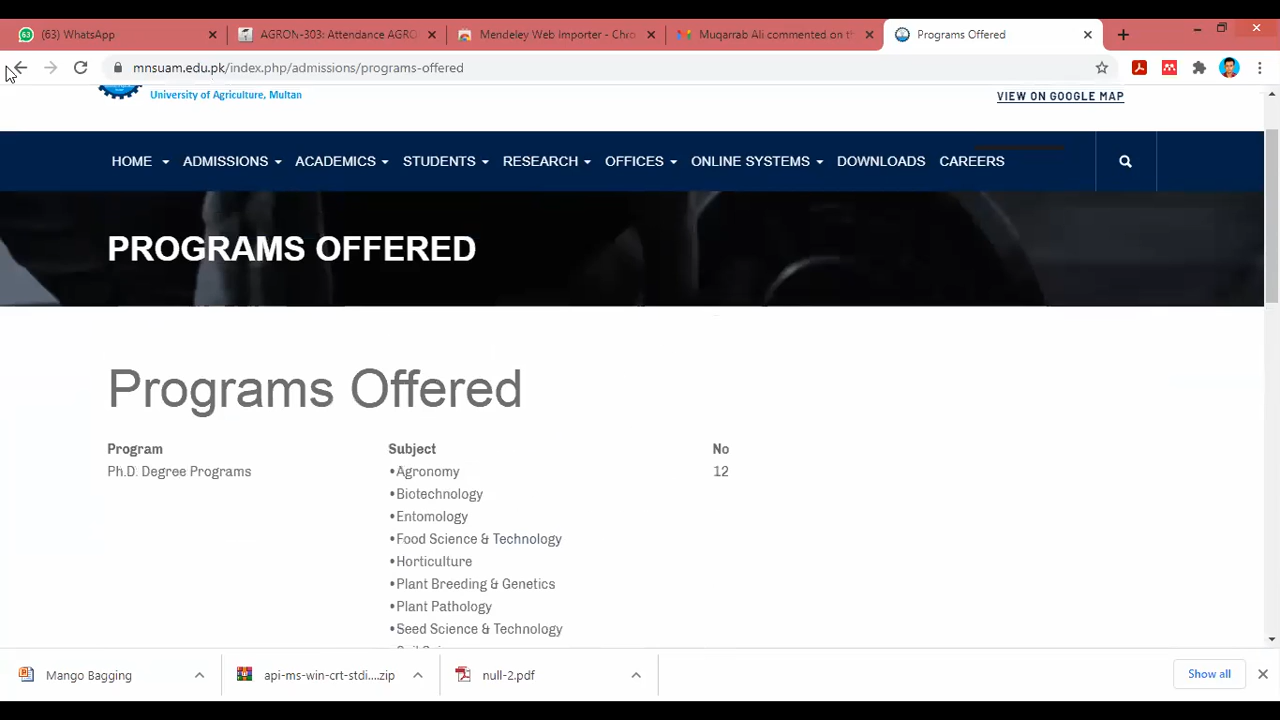 63
(63) WhatsApp
AGRON-303: Attendance AGRO
Mendeley Web Importer - Chro
Muqarrab Ali commented on th
Programs Offered
mnsuam.edu.pk/index.php/admissions/programs-offered
University of Agriculture, Multan
VIEW ON GOOGLE MAP
HOME
ADMISSIONS
ACADEMICS
STUDENTS
RESEARCH
OFFICES
ONLINE SYSTEMS
DOWNLOADS
CAREERS
PROGRAMS OFFERED
Programs Offered
Program Subject No
Ph.D. Degree Programs •Agronomy 12
•Biotechnology
•Entomology
•Food Science & Technology
•Horticulture
•Plant Breeding & Genetics
•Plant Pathology
•Seed Science & Technology
Mango Bagging
api-ms-win-crt-stdi....zip
null-2.pdf
Show all